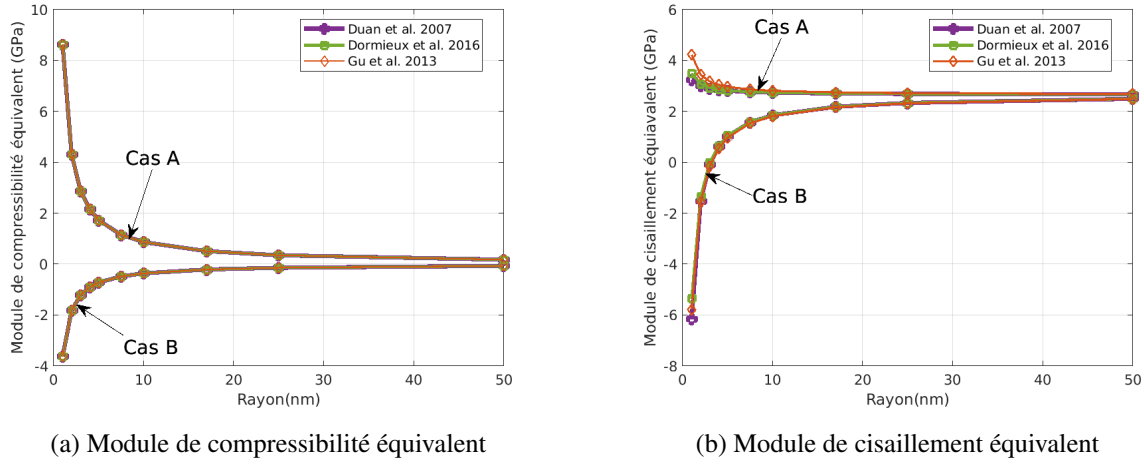 Module de compressibilité équivalent (GPa)
10
8
6
4
2
0
-2
-4
0
10
20
30
40
50
Rayon(nm)
Duan et al. 2007
Dormieux et al. 2016
Gu et al. 2013
Cas A
Cas B
(a) Module de compressibilité équivalent
Module de cisaillement équiavalent (GPa)
6
4
2
0
-2
-4
-6
-8
0
10
20
30
40
50
Rayon(nm)
Duan et al. 2007
Dormieux et al. 2016
Gu et al. 2013
Cas A
Cas B
(b) Module de cisaillement équivalent